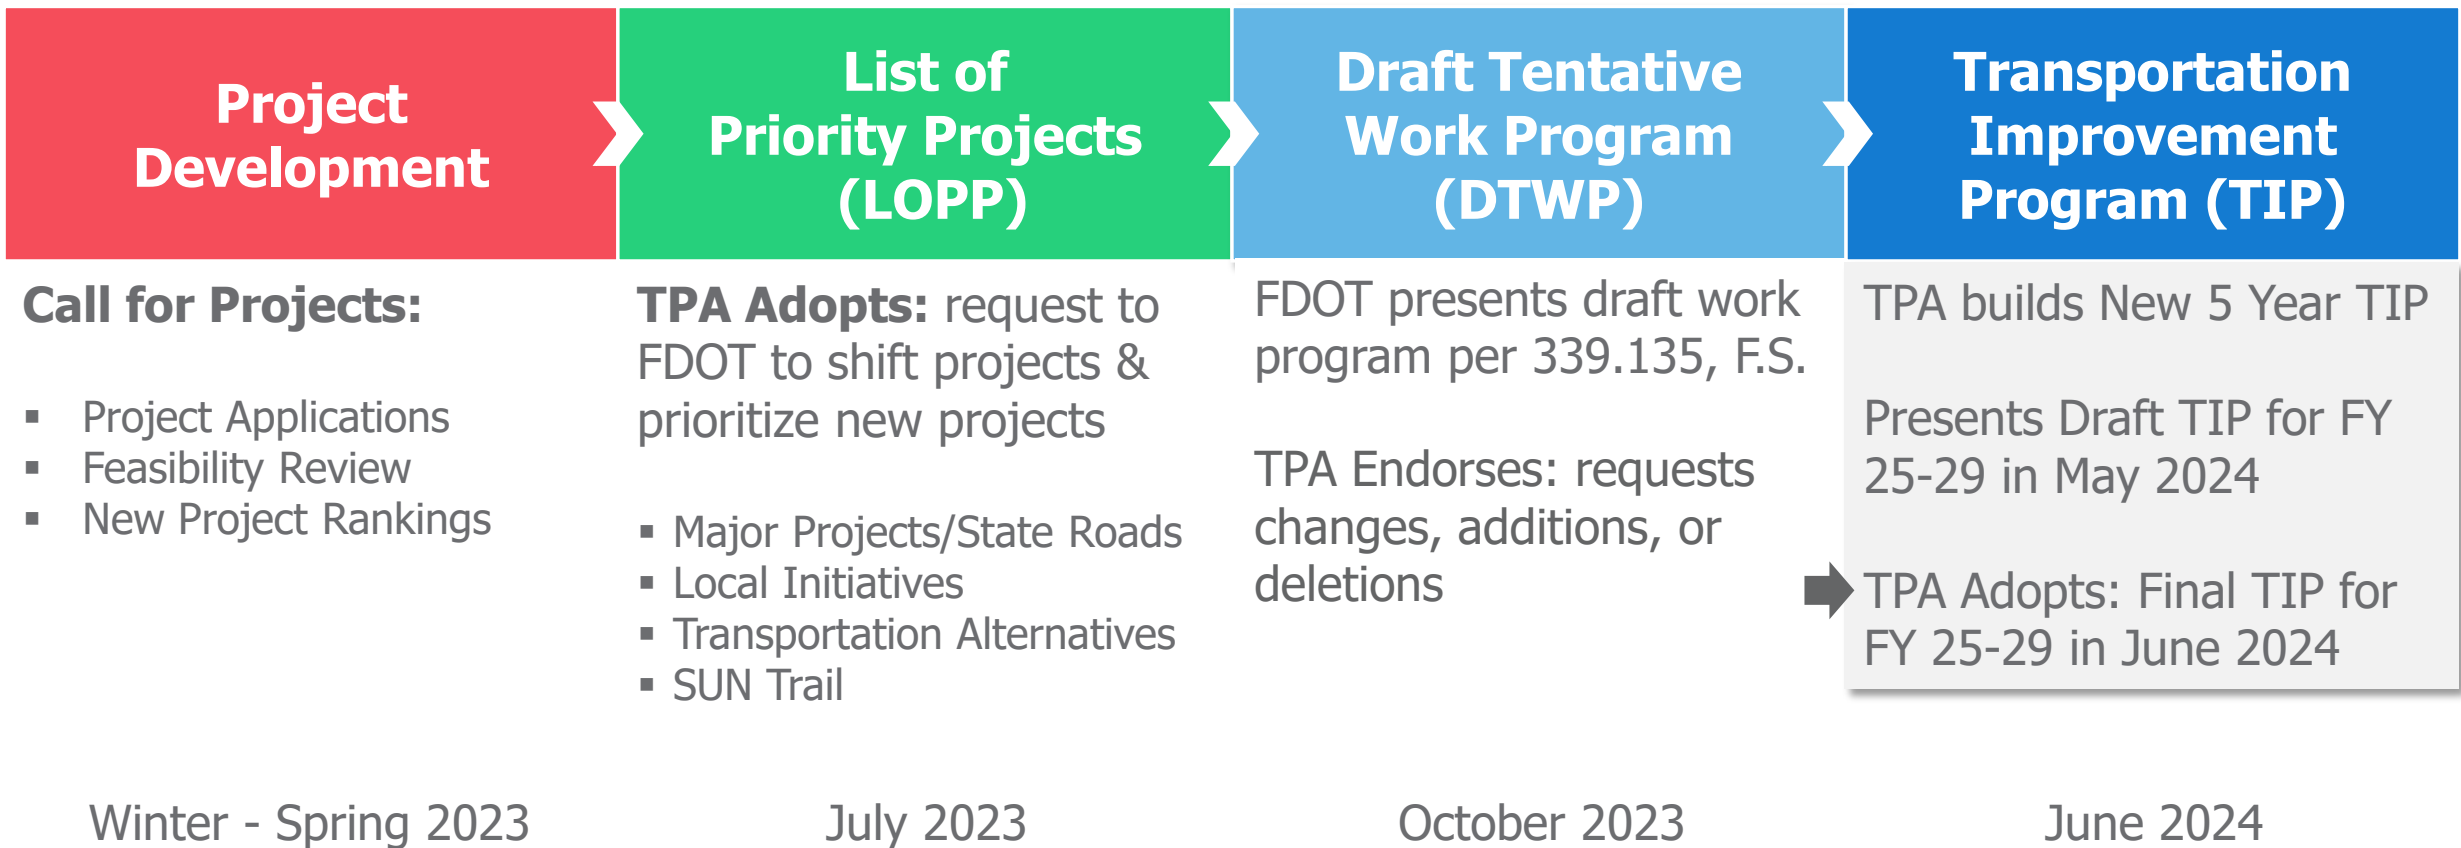 Project
Development
List of
Priority Projects
(LOPP)
Draft Tentative
Work Program
(DTWP)
Transportation
Improvement
Program (TIP)
Call for Projects:
▪ Project Applications
▪ Feasibility Review
▪ New Project Rankings
TPA Adopts: request to
FDOT to shift projects &
prioritize new projects
▪ Major Projects/State Roads
▪ Local Initiatives
▪ Transportation Alternatives
▪ SUN Trail
FDOT presents draft work
program per 339.135, F.S.
TPA Endorses: requests
changes, additions, or
deletions
TPA builds New 5 Year TIP
Presents Draft TIP for FY
25-29 in May 2024
TPA Adopts: Final TIP for
FY 25-29 in June 2024
Winter - Spring 2023
July 2023
October 2023
June 2024